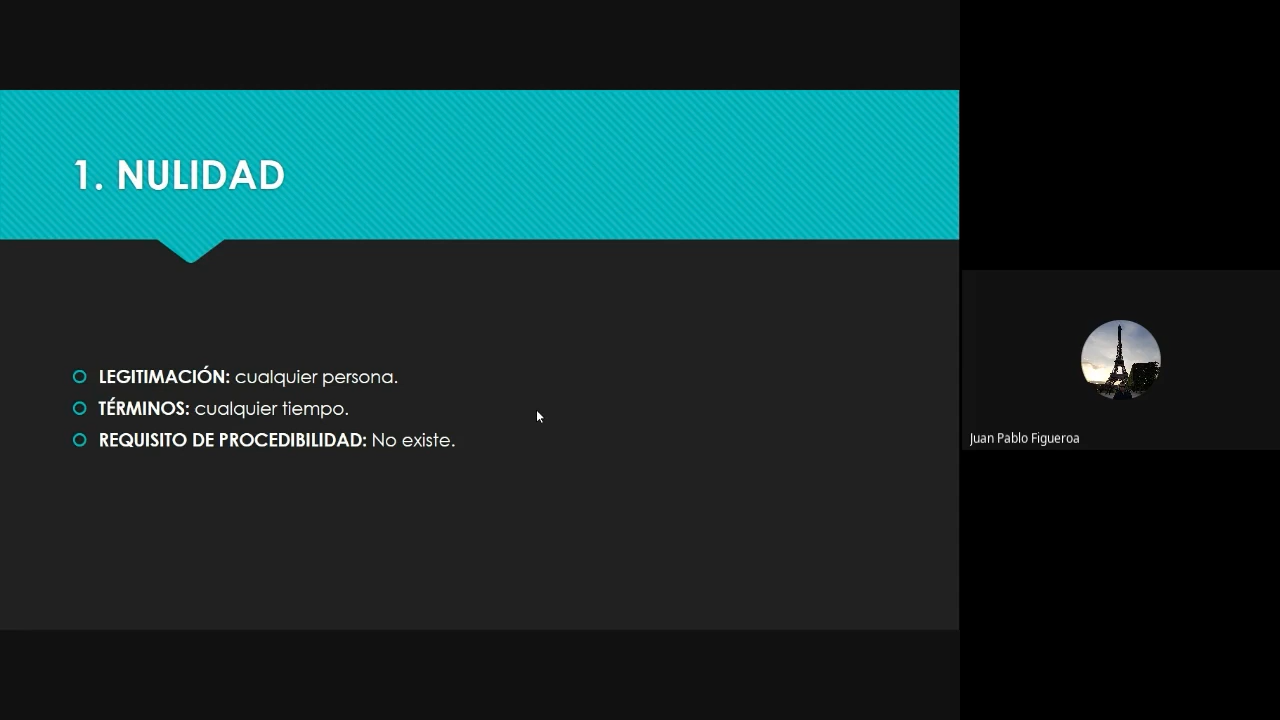 1. NULIDAD
LEGITIMACIÓN: cualquier persona.
TÉRMINOS: cualquier tiempo.
REQUISITO DE PROCEDIBILIDAD: No existe.
Juan Pablo Figueroa